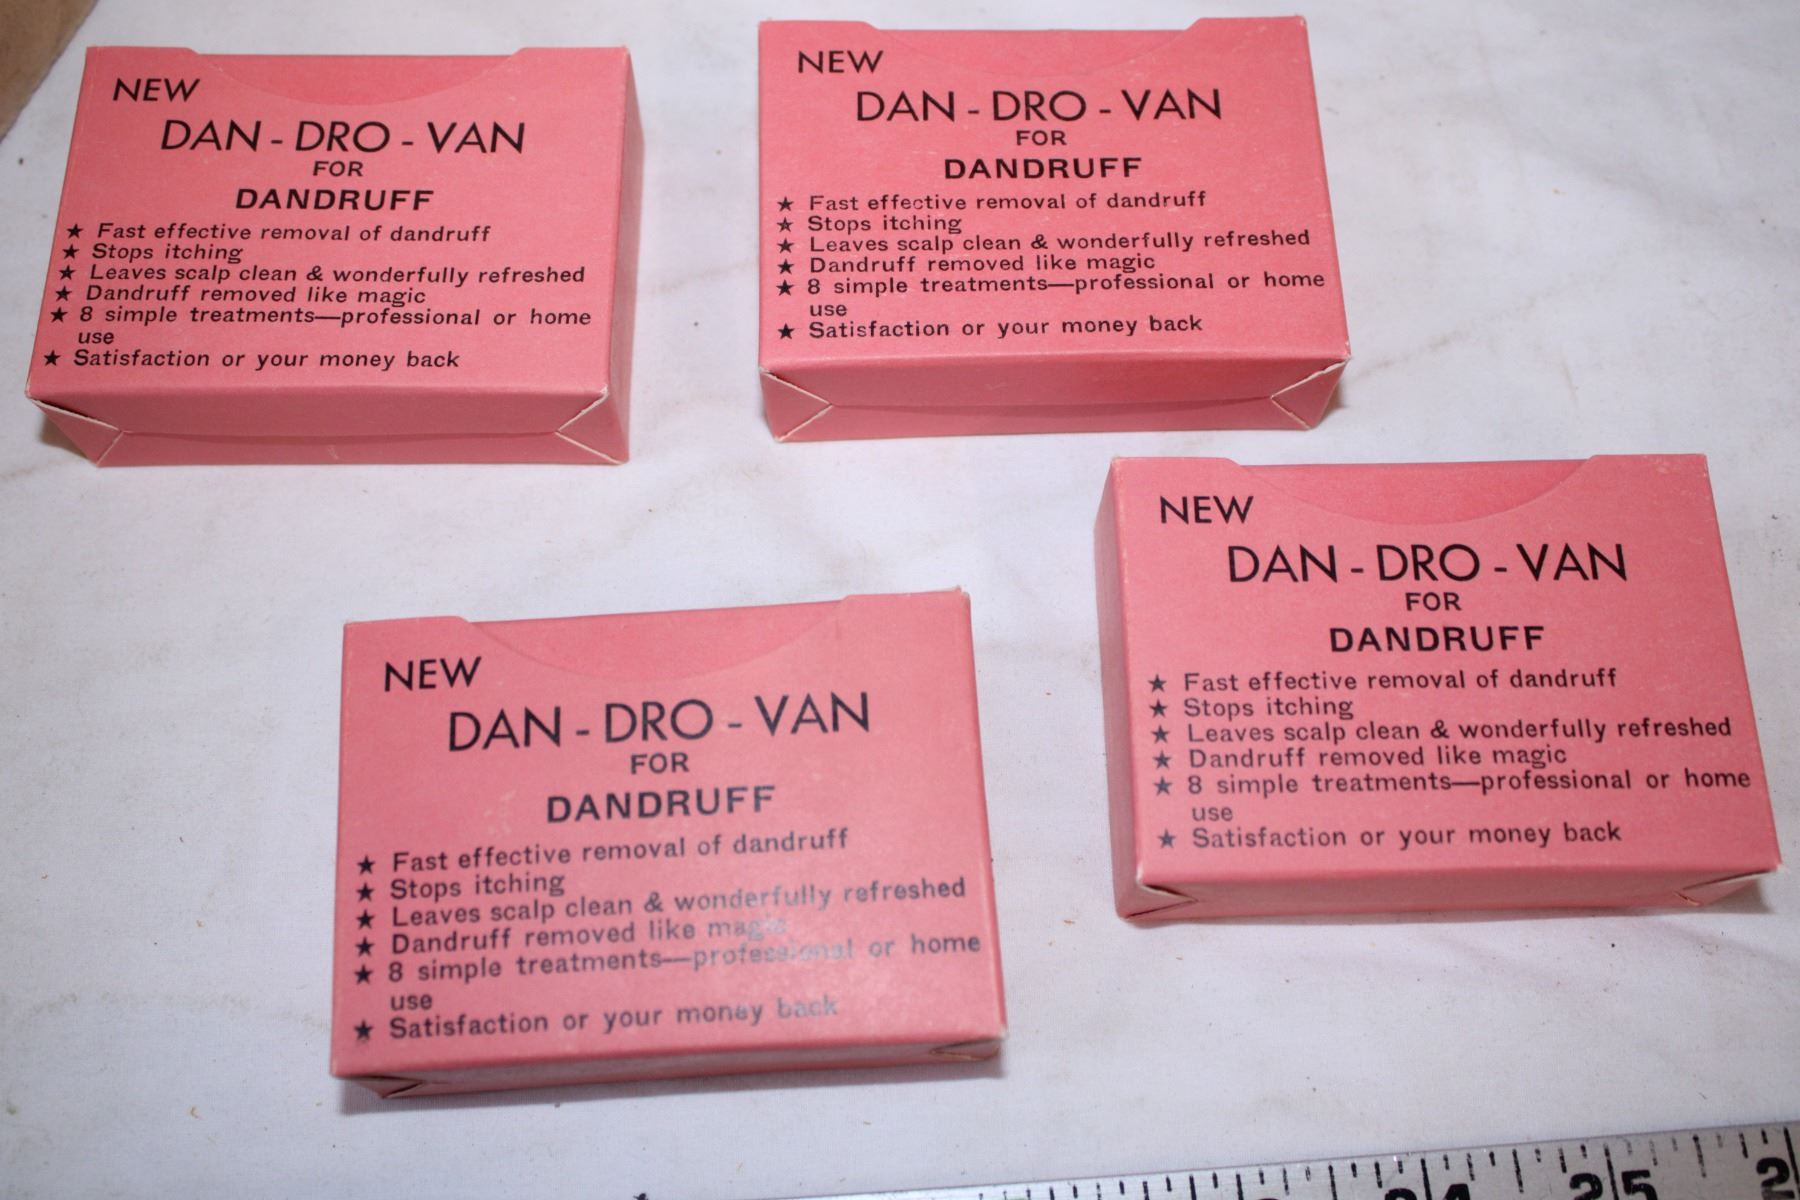 NEW
DAN - DRO - VAN
FOR
DANDRUFF
★ Fast effective removal of dandruff
★ Stops itching
★ Leaves scalp clean & wonderfully refreshed
★ Dandruff removed like magic
★ 8 simple treatments—professional or home
use
★ Satisfaction or your money back
NEW
DAN - DRO - VAN
FOR
DANDRUFF
★ Fast effective removal of dandruff
★ Stops itching
★ Leaves scalp clean & wonderfully refreshed
★ Dandruff removed like magic
★ 8 simple treatments—professional or home
use
★ Satisfaction or your money back
NEW
DAN - DRO - VAN
FOR
DANDRUFF
★ Fast effective removal of dandruff
★ Stops itching
★ Leaves scalp clean & wonderfully refreshed
★ Dandruff removed like magic
★ 8 simple treatments—professional or home
use
★ Satisfaction or your money back
NEW
DAN - DRO - VAN
FOR
DANDRUFF
★ Fast effective removal of dandruff
★ Stops itching
★ Leaves scalp clean & wonderfully refreshed
★ Dandruff removed like magic
★ 8 simple treatments—professional or home
use
★ Satisfaction or your money back
24 25